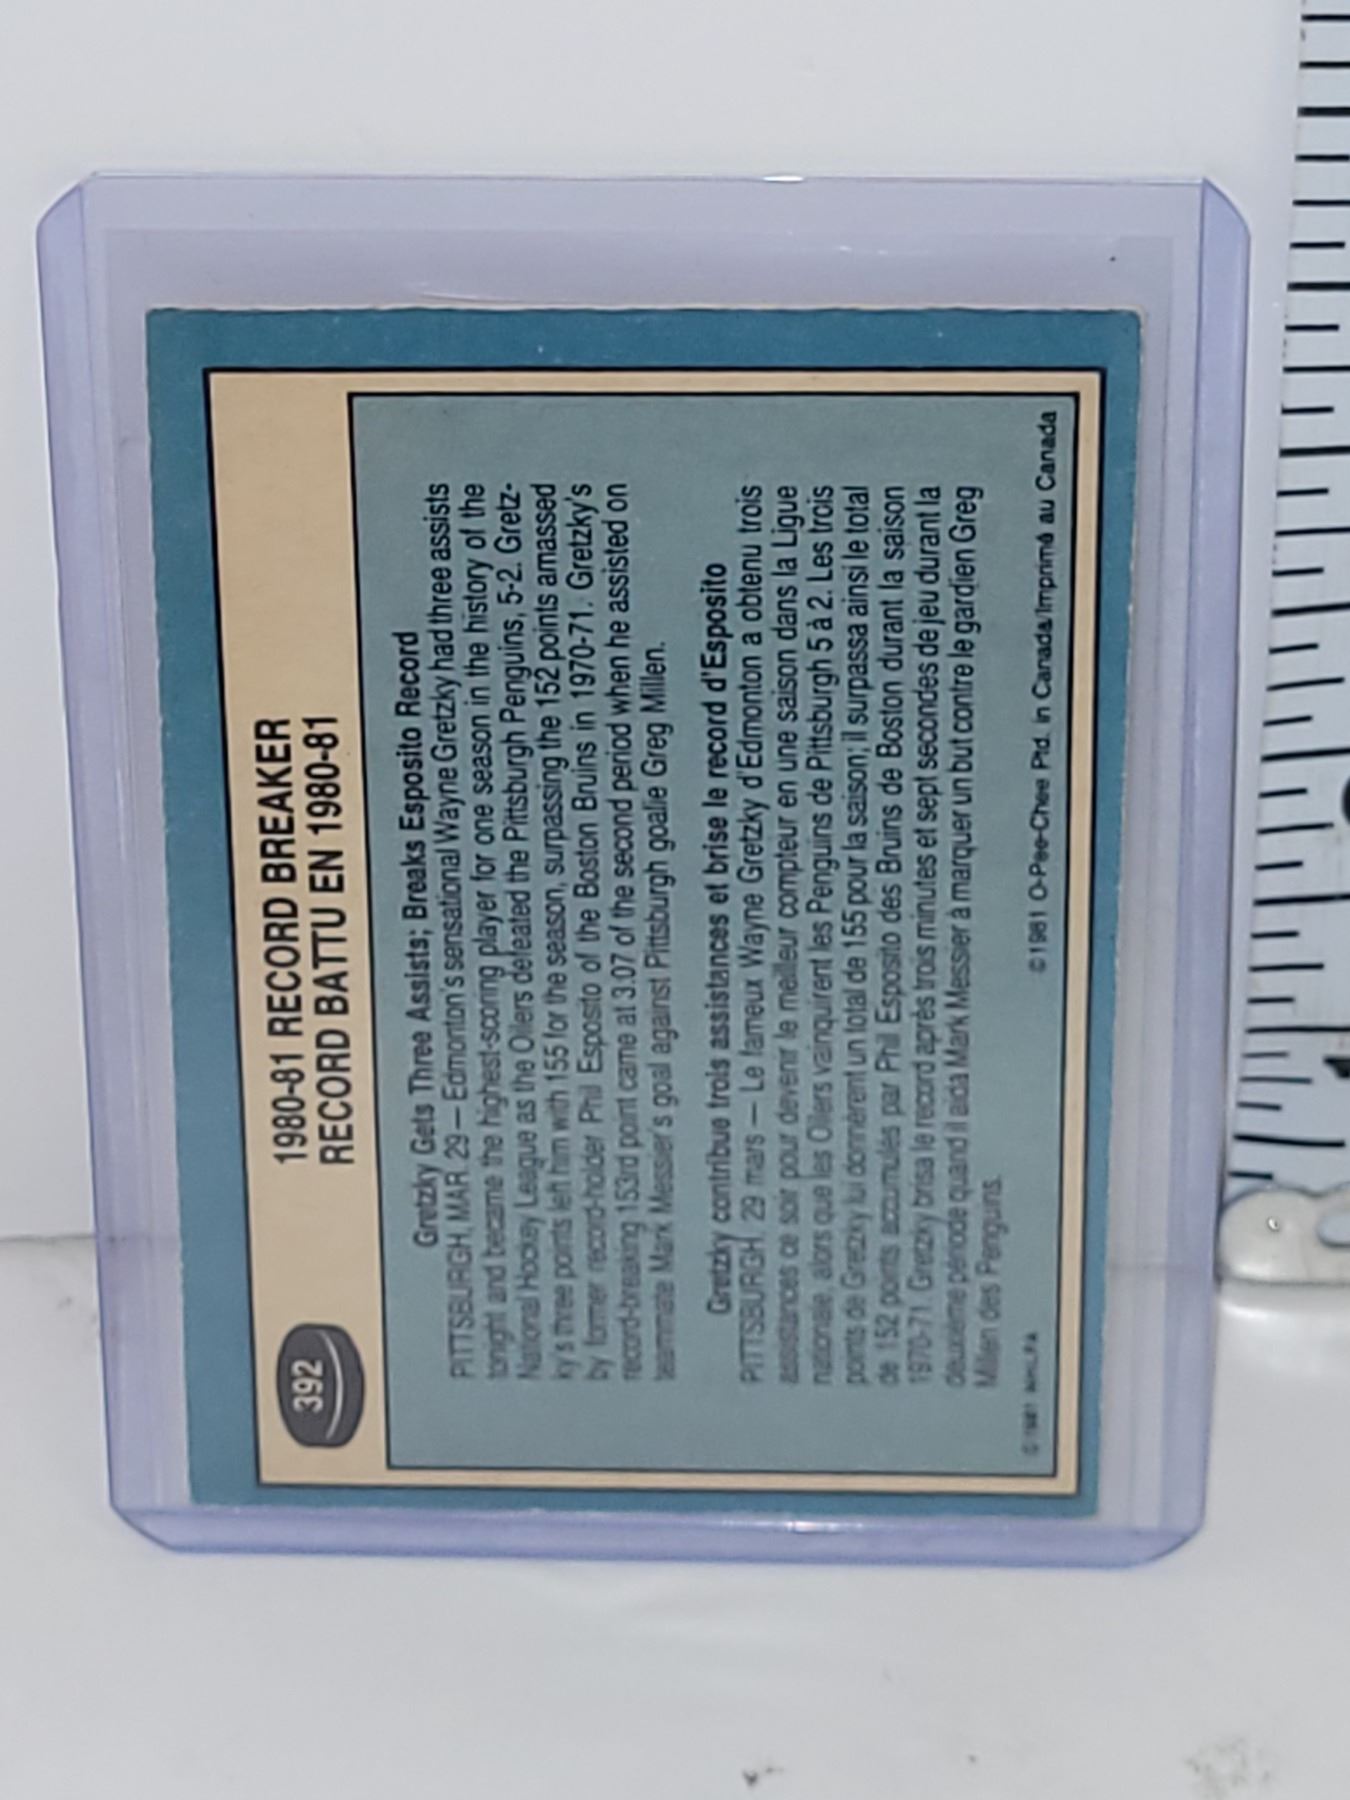 392
1980-81 RECORD BREAKER
RECORD BATTU EN 1980-81
Gretzky Gets Three Assists; Breaks Esposito Record
PITTSBURGH, MAR. 29 — Edmonton's sensational Wayne Gretzky had three assists
tonight and became the highest-scoring player for one season in the history of the
National Hockey League as the Oilers defeated the Pittsburgh Penguins, 5-2. Gretz-
ky's three points left him with 155 for the season, surpassing the 152 points amassed
by former record-holder Phil Esposito of the Boston Bruins in 1970-71. Gretzky's
record-breaking 153rd point came at 3.07 of the second period when he assisted on
teammate Mark Messier's goal against Pittsburgh goalie Greg Millen.
Gretzky contribue trois assistances et brise le record d'Esposito
PITTSBURGH, 29 mars — Le fameux Wayne Gretzky d'Edmonton a obtenu trois
assistances ce soir pour devenir le meilleur compteur en une saison dans la Ligue
nationale, alors que les Oilers vainquirent les Penguins de Pittsburgh 5 à 2. Les trois
points de Gretzky lui donnèrent un total de 155 pour la saison; il surpassa ainsi le total
de 152 points accumulés par Phil Esposito des Bruins de Boston durant la saison
1970-71. Gretzky brisa le record après trois minutes et sept secondes de jeu durant la
deuxième période quand il aida Mark Messier à marquer un but contre le gardien Greg
Millen des Penguins.
© 1981 NHLPA
© 1981 O-Pee-Chee Ptd. in Canada/Imprimé au Canada
1